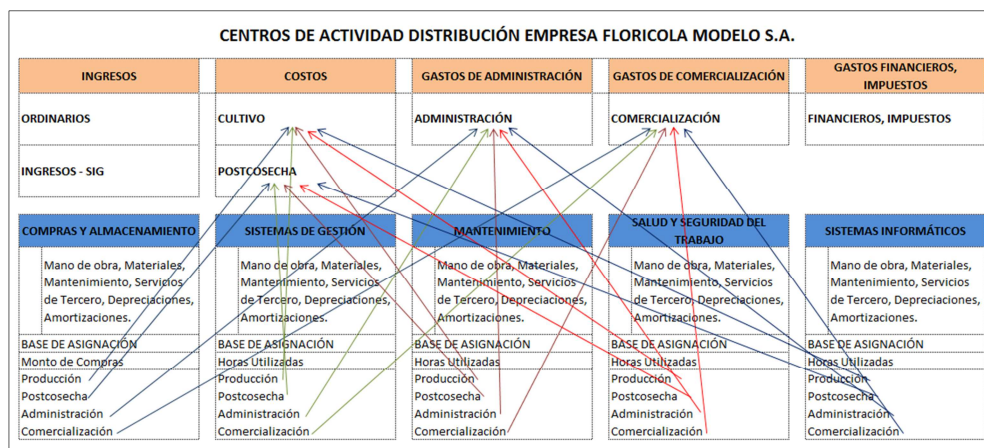 CENTROS DE ACTIVIDAD DISTRIBUCIÓN EMPRESA FLORICOLA MODELO S.A.
INGRESOS
COSTOS
GASTOS DE ADMINISTRACIÓN
GASTOS DE COMERCIALIZACIÓN
GASTOS FINANCIEROS,
IMPUESTOS
ORDINARIOS
CULTIVO
ADMINISTRACIÓN
COMERCIALIZACIÓN
FINANCIEROS, IMPUESTOS
INGRESOS - SIG
POSTCOSECHA
COMPRAS Y ALMACENAMIENTO
SISTEMAS DE GESTIÓN
MANTENIMIENTO
SALUD Y SEGURIDAD DEL
TRABAJO
SISTEMAS INFORMÁTICOS
Mano de obra, Materiales,
Mantenimiento, Servicios
de Tercero, Depreciaciones,
Amortizaciones.
Mano de obra, Materiales,
Mantenimiento, Servicios
de Tercero, Depreciaciones,
Amortizaciones.
Mano de obra, Materiales,
Mantenimiento, Servicios
de Tercero, Depreciaciones,
Amortizaciones.
Mano de obra, Materiales,
Mantenimiento, Servicios
de Tercero, Depreciaciones,
Amortizaciones.
Mano de obra, Materiales,
Mantenimiento, Servicios
de Tercero, Depreciaciones,
Amortizaciones.
BASE DE ASIGNACIÓN
Monto de Compras
Producción
Postcosecha
Administración
Comercialización
BASE DE ASIGNACIÓN
Horas Utilizadas
Producción
Postcosecha
Administración
Comercialización
BASE DE ASIGNACIÓN
Horas Utilizadas
Producción
Postcosecha
Administración
Comercialización
BASE DE ASIGNACIÓN
Horas Utilizadas
Producción
Postcosecha
Administración
Comercialización
BASE DE ASIGNACIÓN
Horas Utilizadas
Producción
Postcosecha
Administración
Comercialización